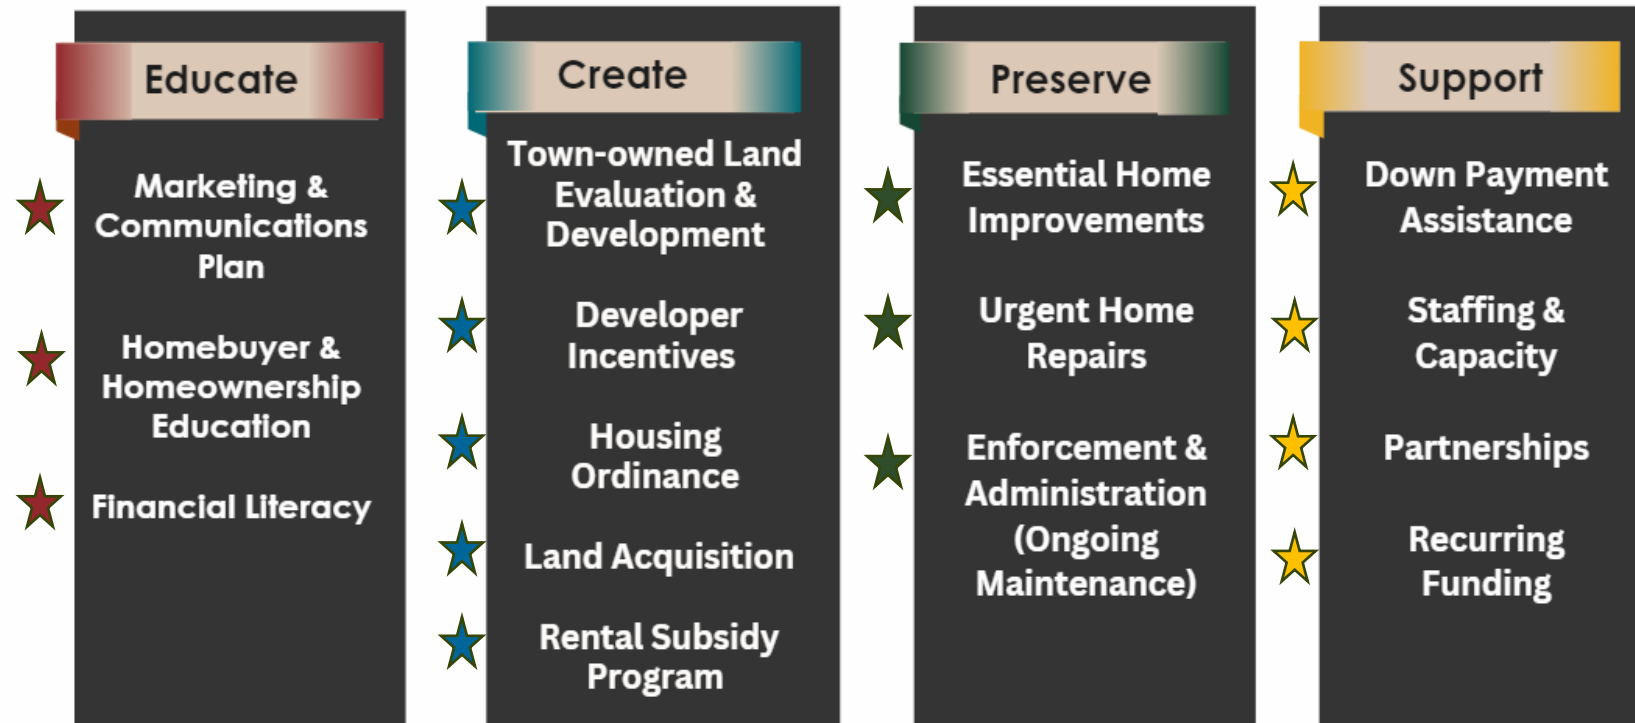 Educate
Marketing &
Communications
Plan
Homebuyer &
Homeownership
Education
Financial Literacy
Create
Town-owned Land
Evaluation &
Development
Developer
Incentives
Housing
Ordinance
Land Acquisition
Rental Subsidy
Program
Preserve
Essential Home
Improvements
Urgent Home
Repairs
Enforcement &
Administration
(Ongoing
Maintenance)
Support
Down Payment
Assistance
Staffing &
Capacity
Partnerships
Recurring
Funding